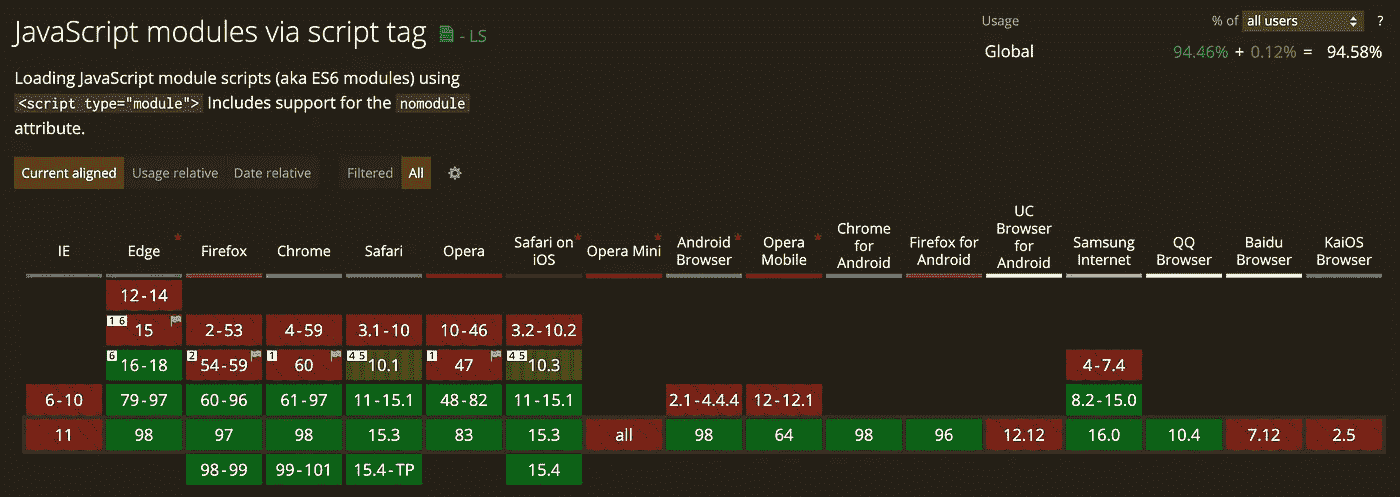 JavaScript modules via script tag - LS
Usage % of all users ?
Global 94.46% + 0.12% = 94.58%
Loading JavaScript module scripts (aka ES6 modules) using
<script type="module"> Includes support for the nomodule
attribute.
Current aligned Usage relative Date relative Filtered All
IE Edge Firefox Chrome Safari Opera Safari on iOS Opera Mini Android Browser Opera Mobile Chrome for Android Firefox for Android UC Browser for Android Samsung Internet QQ Browser Baidu Browser KaiOS Browser
12-14
1 6 15 2-53 4-59 3.1-10 10-46 3.2-10.2
6 16-18 2 54-59 1 60 4 5 10.1 1 47 4 5 10.3 4-7.4
6-10 79-97 60-96 61-97 11-15.1 48-82 11-15.1 2.1-4.4.4 12-12.1 8.2-15.0
11 98 97 98 15.3 83 15.3 all 98 64 98 96 12.12 16.0 10.4 7.12 2.5
98-99 99-101 15.4-TP 15.4